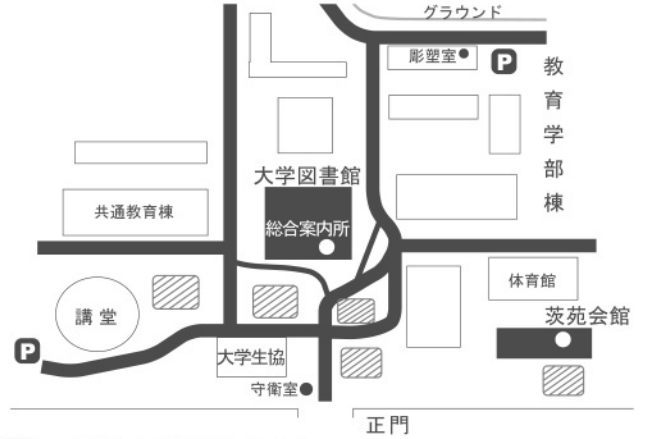 グラウンド
彫塑室
P
教育学部棟
大学図書館
共通教育棟
総合案内所
体育館
講堂
茨苑会館
P
大学生協
守衛室
正門